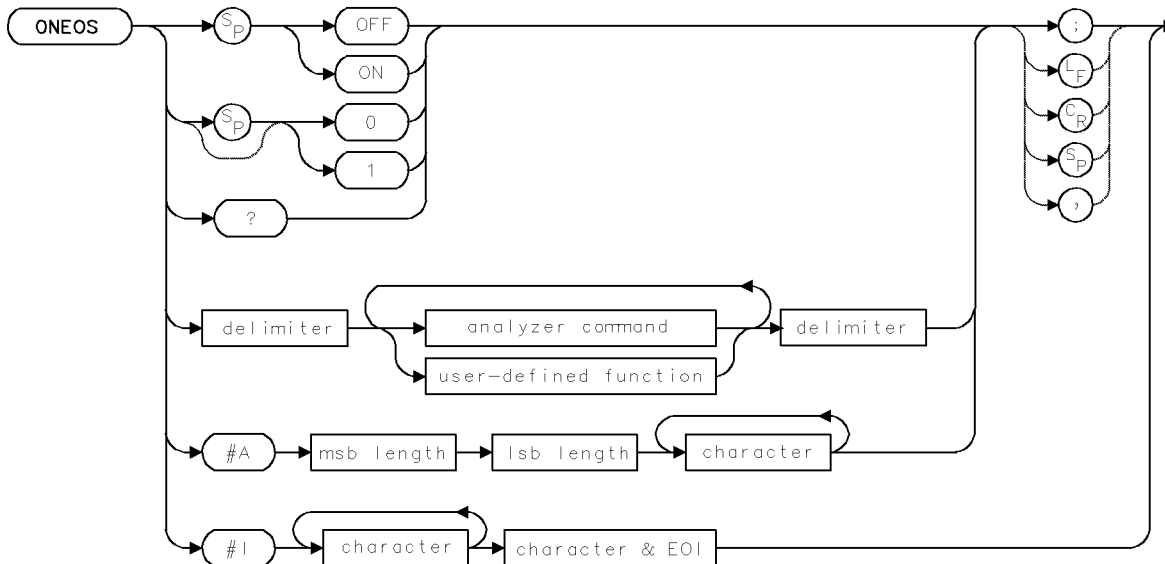 ONEOS
SP OFF
ON
SP 0
1
?
;
LF
CR
SP
,
delimiter analyzer command delimiter
user-defined function
#A msb length lsb length character
#I character character & EOI